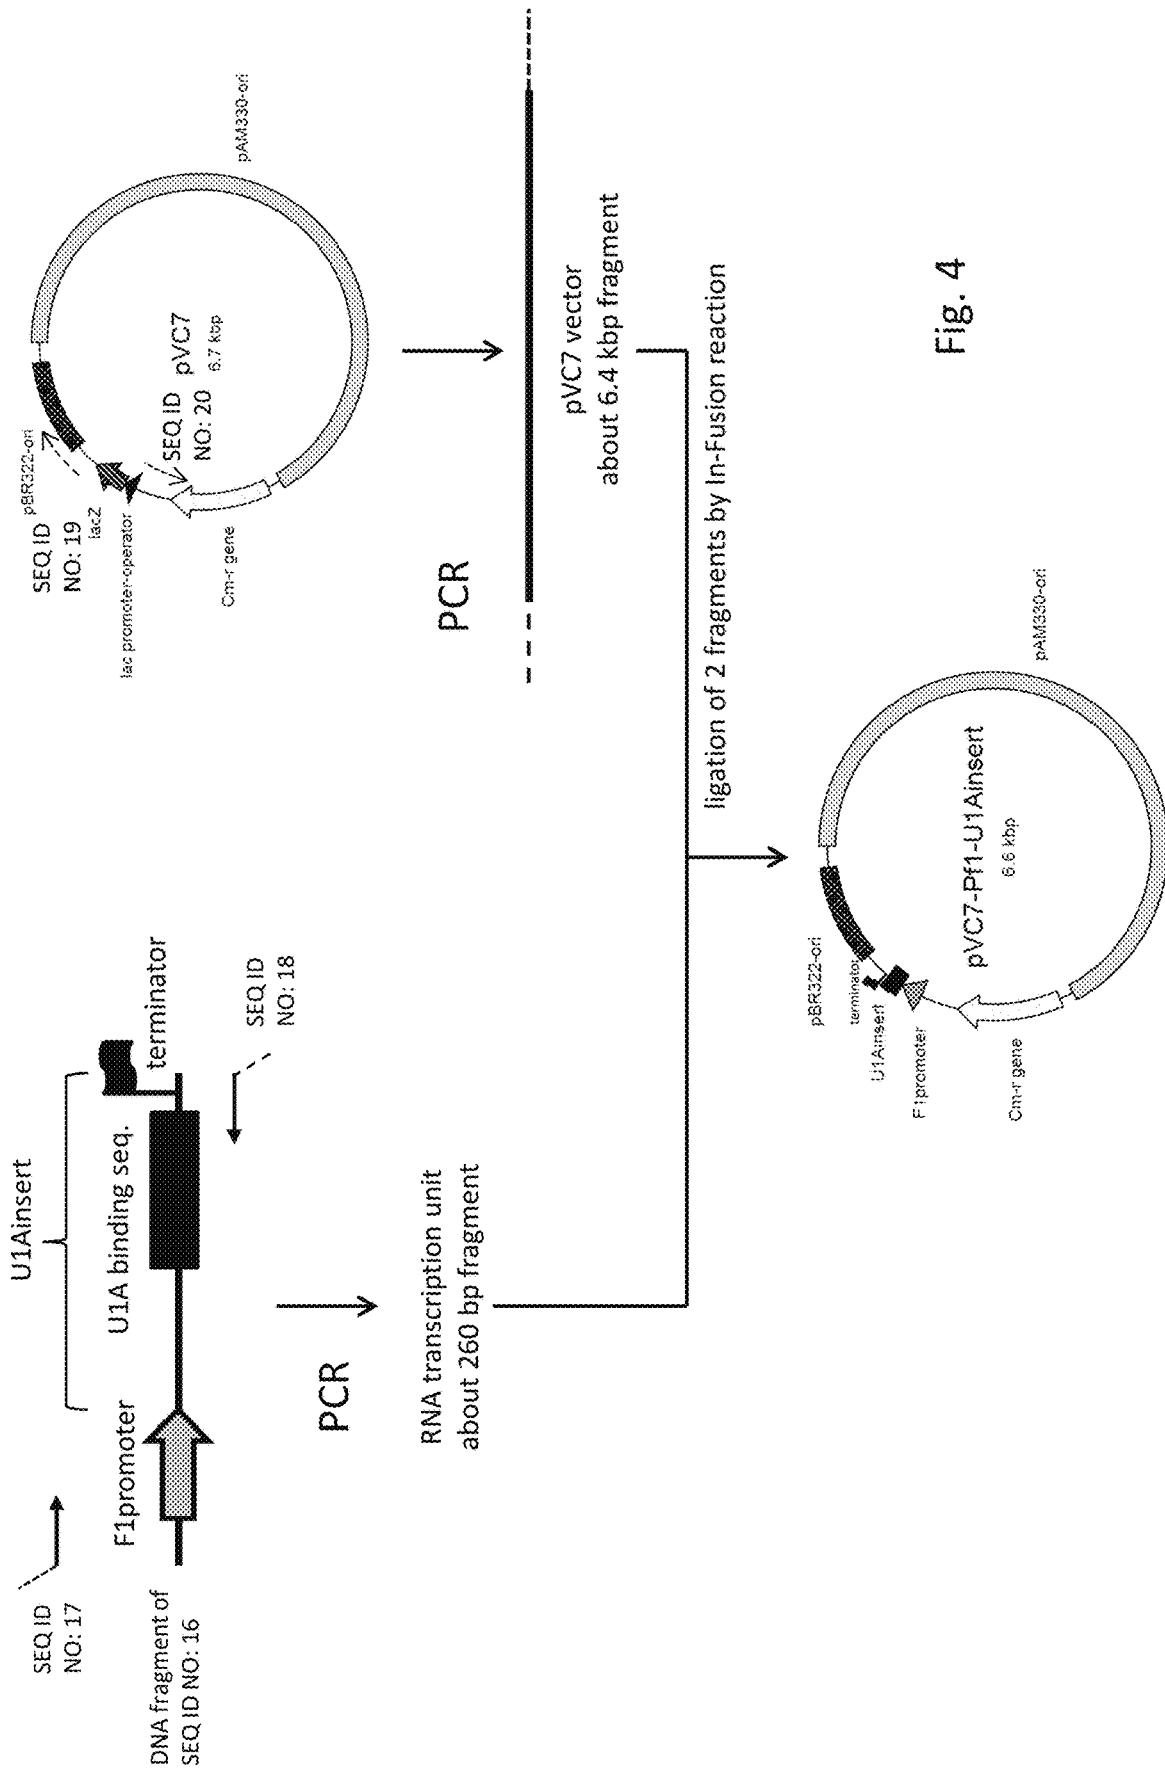 U1Ainsert
SEQ ID
NO: 17
F1promoter
U1A binding seq.
terminator
DNA fragment of
SEQ ID NO: 16
SEQ ID
NO: 18
PCR
RNA transcription unit
about 260 bp fragment
SEQ ID
NO: 19
pBR322-ori
lacZ
lac promoter-operator
Cm-r gene
SEQ ID
NO: 20
pVC7
6.7 kbp
pAM330-ori
PCR
pVC7 vector
about 6.4 kbp fragment
ligation of 2 fragments by In-Fusion reaction
pBR322-ori
terminator
U1Ainsert
F1promoter
Cm-r gene
pVC7-Pf1-U1Ainsert
6.6 kbp
pAM330-ori
Fig. 4